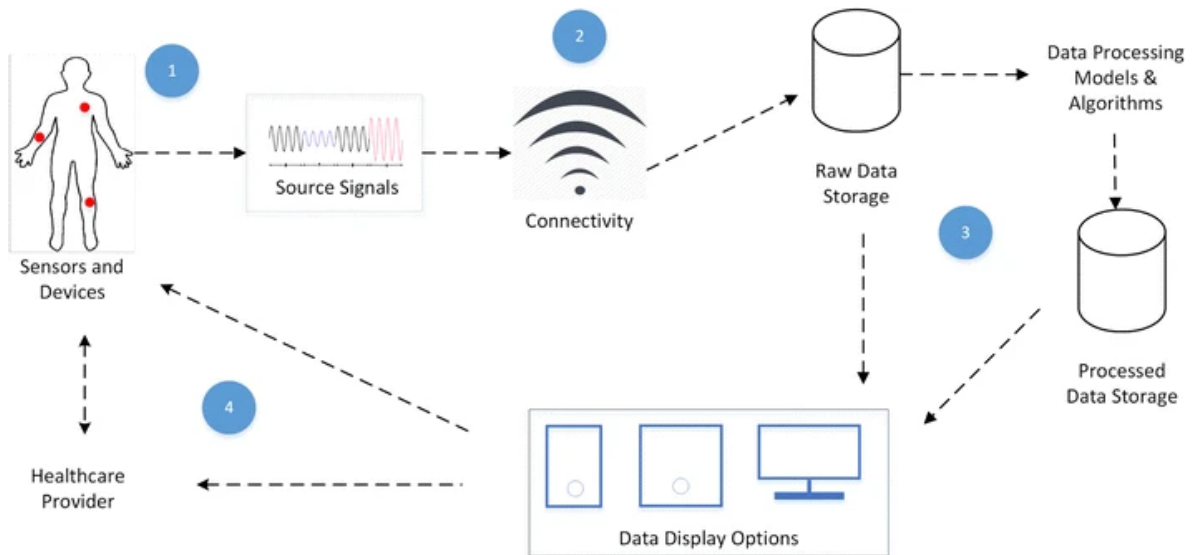 1
2
Data Processing
Models &
Algorithms
Source Signals
Raw Data
Storage
Connectivity
3
Sensors and
Devices
Processed
Data Storage
4
Healthcare
Provider
Data Display Options